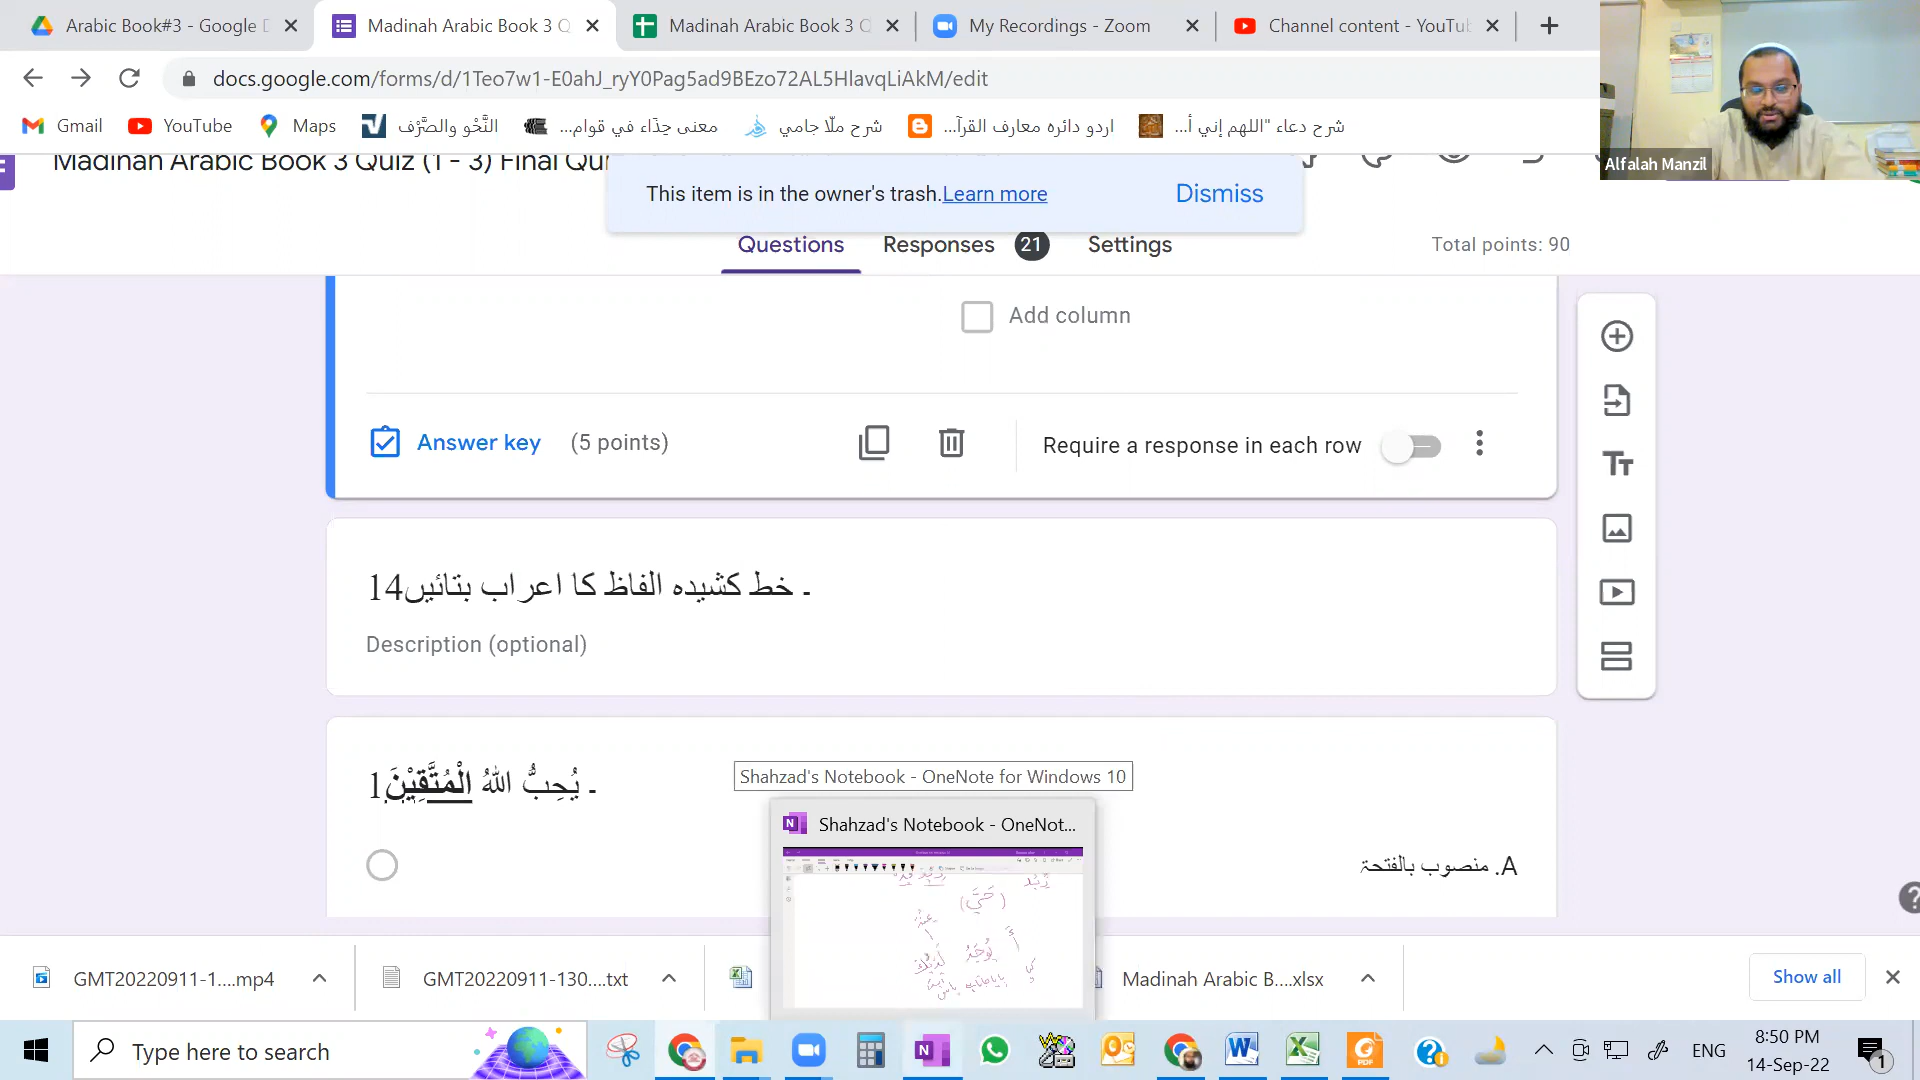 Arabic Book#3 - Google D
Madinah Arabic Book 3 Q
Madinah Arabic Book 3 Q
My Recordings - Zoom
Channel content - YouTu
docs.google.com/forms/d/1Teo7w1-E0ahJ_ryY0Pag5ad9BEzo72AL5HlavqLiAkM/edit
Gmail
YouTube
Maps
النَّحْو والصَّرْف
معنى حِذَاء في قوام...
شرح ملّا جامي
اردو دائرہ معارف القرآ...
شرح دعاء "اللهم إني أ...
Alfalah Manzil
Madinah Arabic Book 3 Quiz (1 - 3) Final Qu
This item is in the owner's trash. Learn more
Dismiss
Questions
Responses 21
Settings
Total points: 90
Add column
Answer key (5 points)
Require a response in each row
14۔ خط کشیدہ الفاظ کا اعراب بتائیں
Description (optional)
1۔ يُحِبُّ اللهُ الْمُتَّقِيْنَ
Shahzad's Notebook - OneNote for Windows 10
Shahzad's Notebook - OneNot...
A. منصوب بالفتحة
GMT20220911-1....mp4
GMT20220911-130....txt
Madinah Arabic B....xlsx
Show all
Type here to search
ENG
8:50 PM
14-Sep-22
1